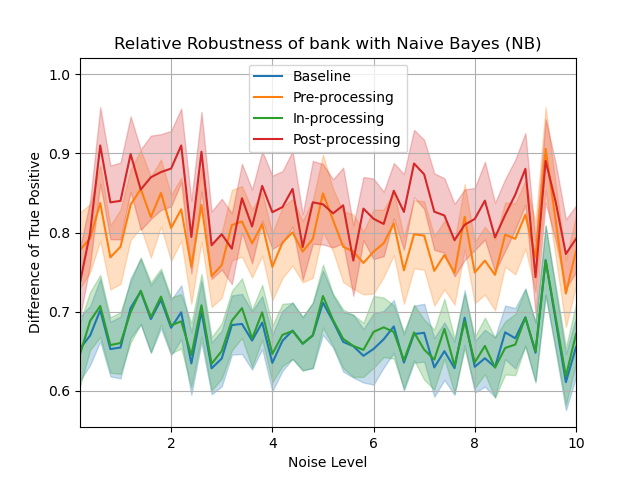 Relative Robustness of bank with Naive Bayes (NB)
1.0
0.9
0.8
0.7
0.6
Difference of True Positive
Baseline
Pre-processing
In-processing
Post-processing
2
4
6
8
10
Noise Level